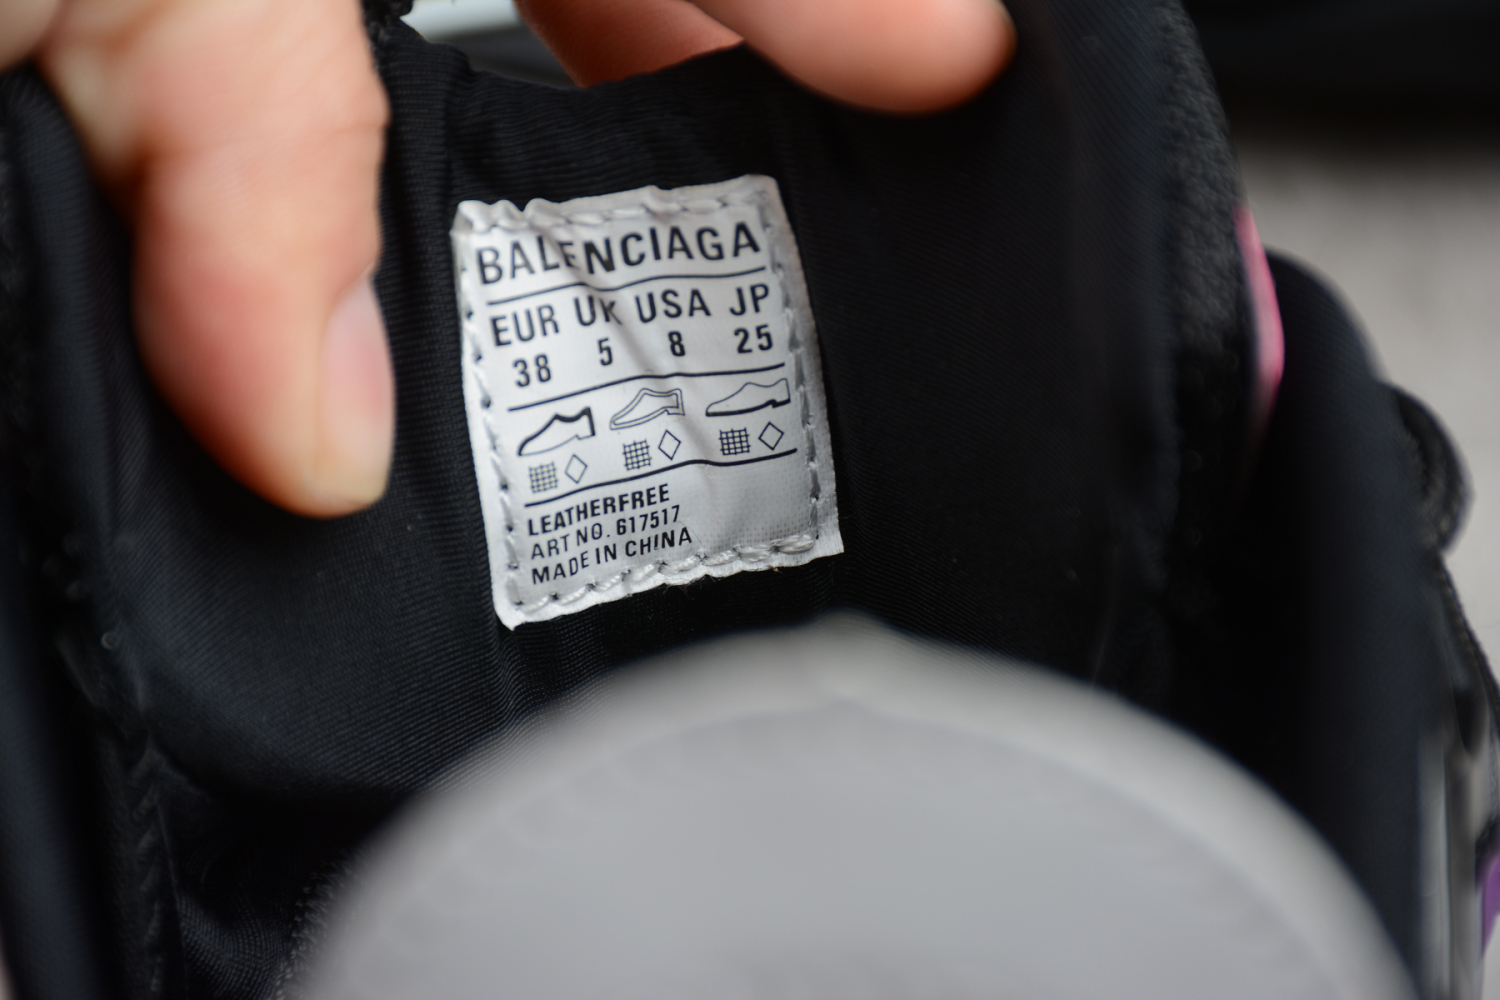 BALENCIAGA
EUR UK USA JP
38 5 8 25
LEATHERFREE
ART NO. 617517
MADE IN CHINA